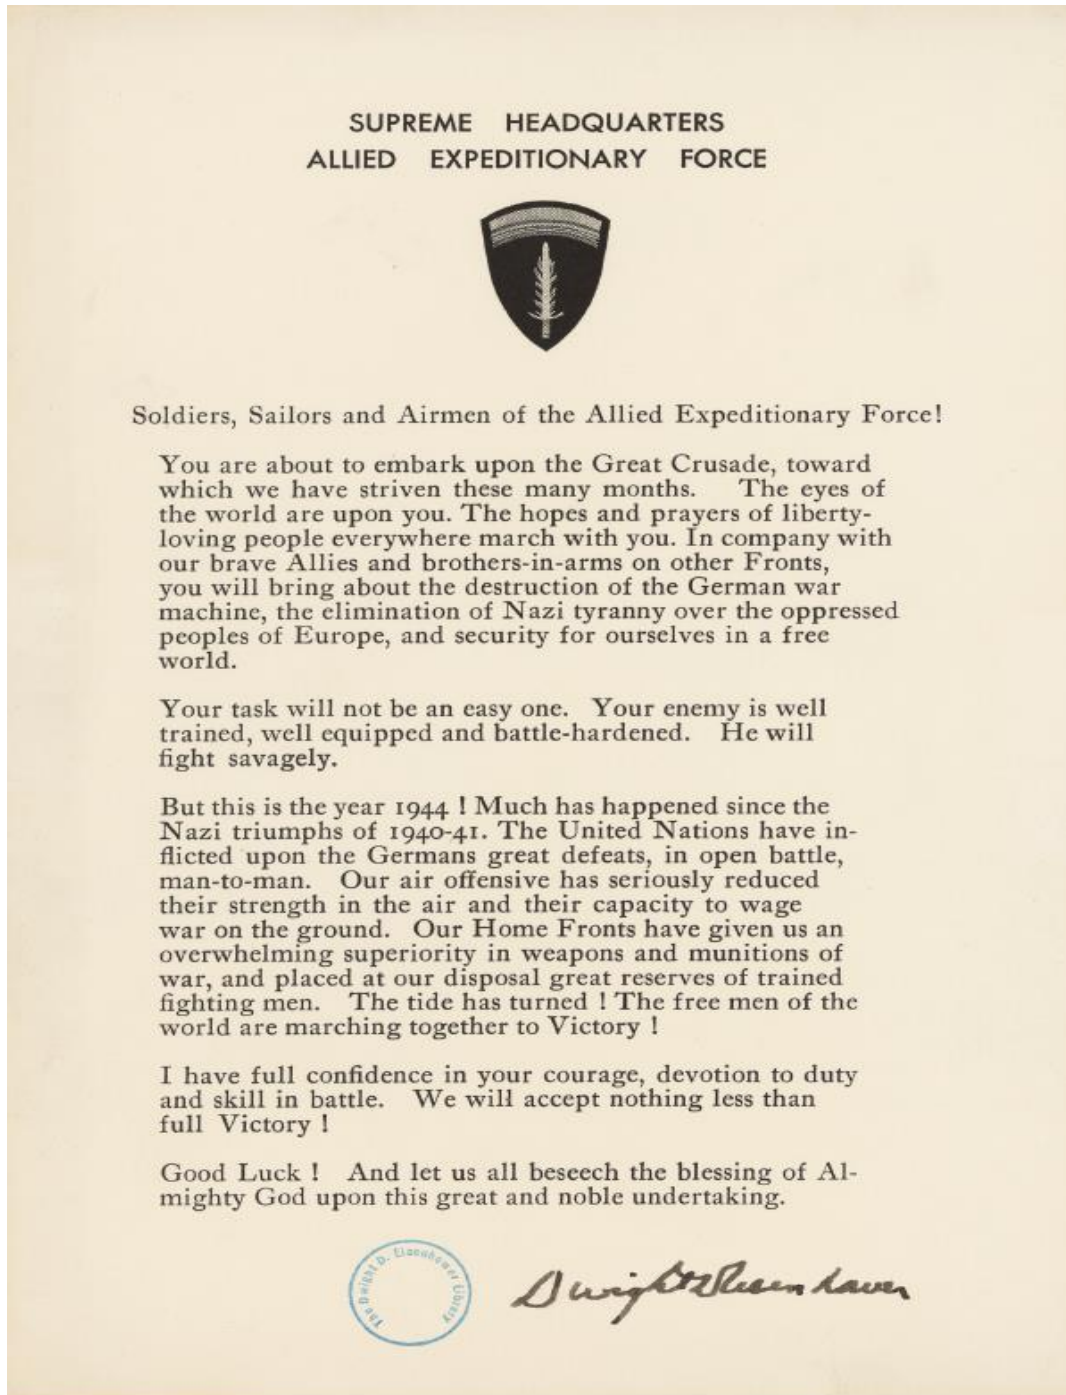 SUPREME HEADQUARTERS
ALLIED EXPEDITIONARY FORCE
Soldiers, Sailors and Airmen of the Allied Expeditionary Force!
You are about to embark upon the Great Crusade, toward
which we have striven these many months. The eyes of
the world are upon you. The hopes and prayers of liberty-
loving people everywhere march with you. In company with
our brave Allies and brothers-in-arms on other Fronts,
you will bring about the destruction of the German war
machine, the elimination of Nazi tyranny over the oppressed
peoples of Europe, and security for ourselves in a free
world.
Your task will not be an easy one. Your enemy is well
trained, well equipped and battle-hardened. He will
fight savagely.
But this is the year 1944 ! Much has happened since the
Nazi triumphs of 1940-41. The United Nations have in-
flicted upon the Germans great defeats, in open battle,
man-to-man. Our air offensive has seriously reduced
their strength in the air and their capacity to wage
war on the ground. Our Home Fronts have given us an
overwhelming superiority in weapons and munitions of
war, and placed at our disposal great reserves of trained
fighting men. The tide has turned ! The free men of the
world are marching together to Victory !
I have full confidence in your courage, devotion to duty
and skill in battle. We will accept nothing less than
full Victory !
Good Luck ! And let us all beseech the blessing of Al-
mighty God upon this great and noble undertaking.
The Dwight D. Eisenhower Library
Dwight D Eisenhower